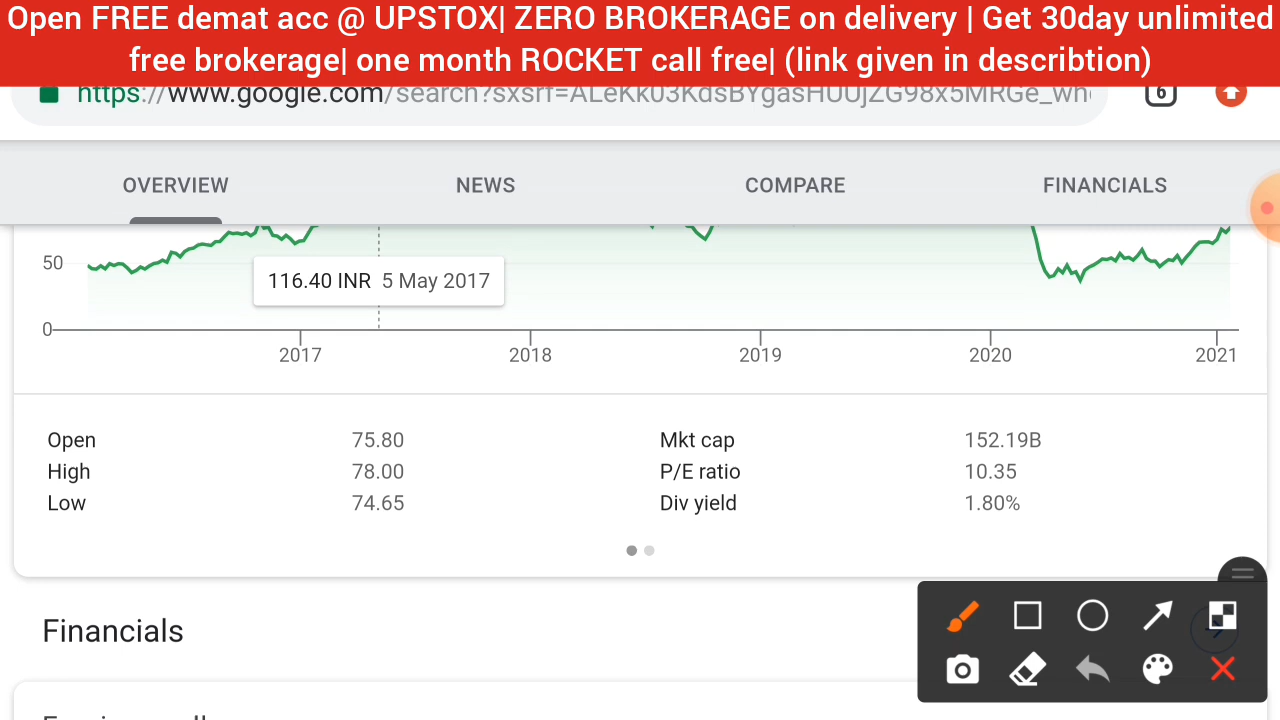 Open FREE demat acc @ UPSTOX| ZERO BROKERAGE on delivery | Get 30day unlimited
free brokerage| one month ROCKET call free| (link given in describtion)
https://www.google.com/search?sxsrf=ALeKk03KdsBYgasHUUjZG98x5MRGe_wh 6
OVERVIEW NEWS COMPARE FINANCIALS
50
116.40 INR 5 May 2017
0
2017 2018 2019 2020 2021
Open 75.80 Mkt cap 152.19B
High 78.00 P/E ratio 10.35
Low 74.65 Div yield 1.80%
Financials